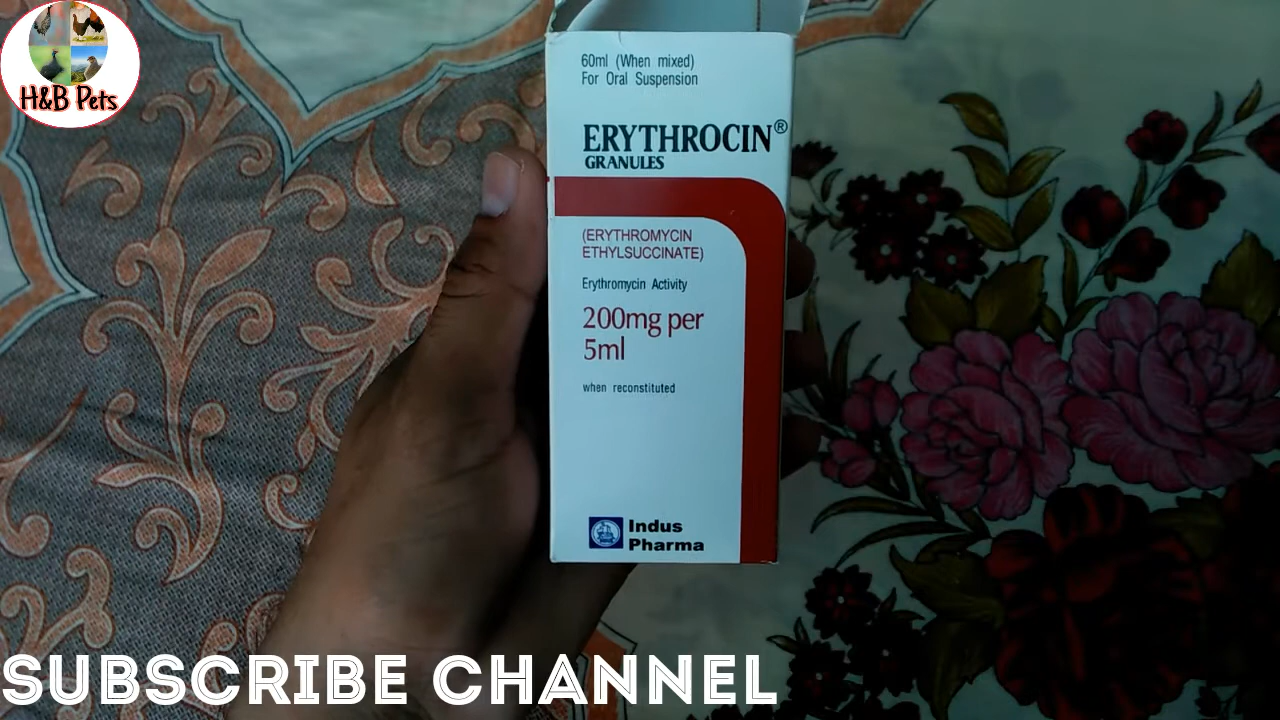 H&B Pets
60ml (When mixed)
For Oral Suspension
ERYTHROCIN®
GRANULES
(ERYTHROMYCIN
ETHYLSUCCINATE)
Erythromycin Activity
200mg per
5ml
when reconstituted
Indus
Pharma
SUBSCRIBE CHANNEL